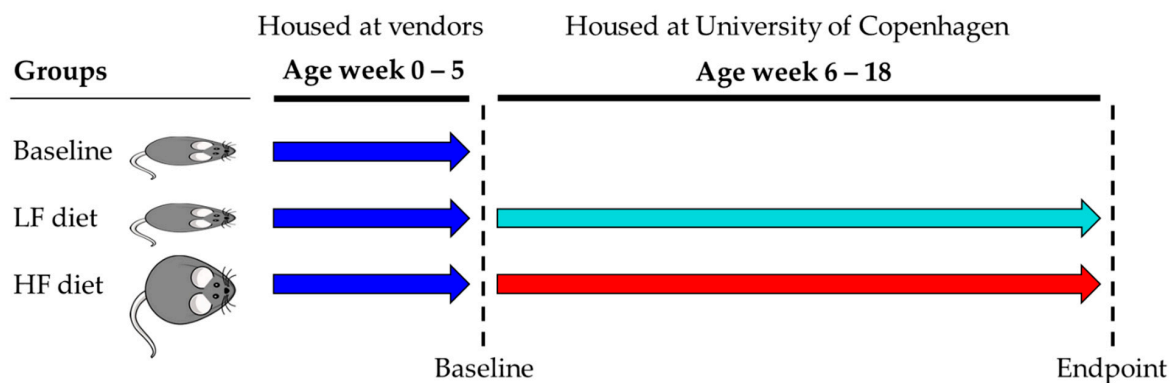 Housed at vendors
Housed at University of Copenhagen
Groups
Age week 0 – 5
Age week 6 – 18
Baseline
LF diet
HF diet
Baseline
Endpoint